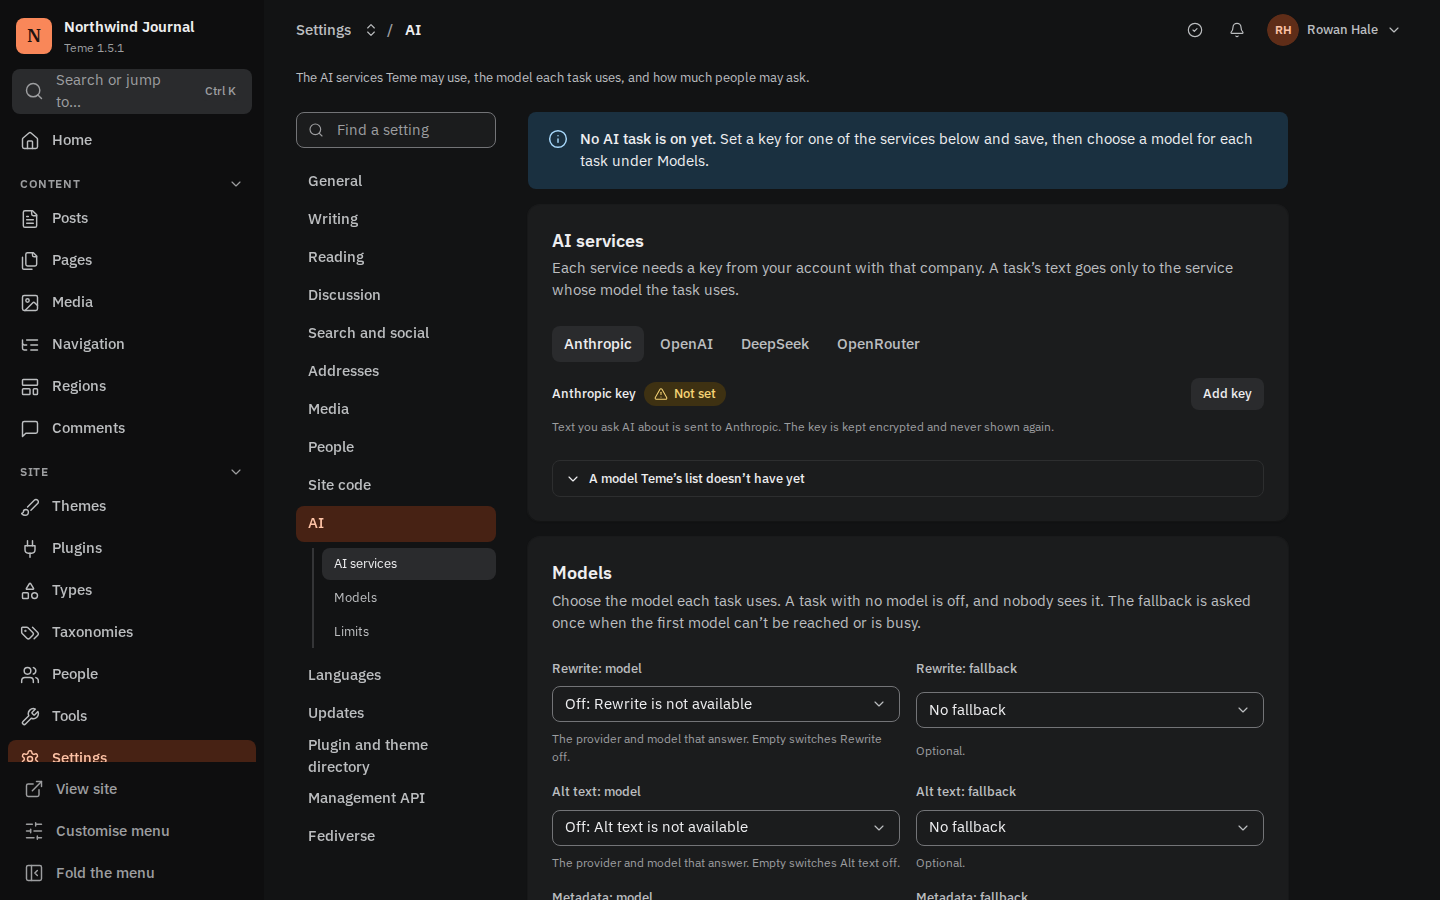 N
Northwind Journal
Teme 1.5.1
Search or jump
to...
Ctrl K
Home
CONTENT
Posts
Pages
Media
Navigation
Regions
Comments
SITE
Themes
Plugins
Types
Taxonomies
People
Tools
Settings
View site
Customise menu
Fold the menu
Settings / AI
RH
Rowan Hale
The AI services Teme may use, the model each task uses, and how much people may ask.
Find a setting
General
Writing
Reading
Discussion
Search and social
Addresses
Media
People
Site code
AI
AI services
Models
Limits
Languages
Updates
Plugin and theme
directory
Management API
Fediverse
No AI task is on yet. Set a key for one of the services below and save, then choose a model for each
task under Models.
AI services
Each service needs a key from your account with that company. A task’s text goes only to the service
whose model the task uses.
Anthropic OpenAI DeepSeek OpenRouter
Anthropic key Not set Add key
Text you ask AI about is sent to Anthropic. The key is kept encrypted and never shown again.
A model Teme’s list doesn’t have yet
Models
Choose the model each task uses. A task with no model is off, and nobody sees it. The fallback is asked
once when the first model can’t be reached or is busy.
Rewrite: model
Off: Rewrite is not available
The provider and model that answer. Empty switches Rewrite
off.
Rewrite: fallback
No fallback
Optional.
Alt text: model
Off: Alt text is not available
The provider and model that answer. Empty switches Alt text off.
Alt text: fallback
No fallback
Optional.
Metadata: model
Metadata: fallback